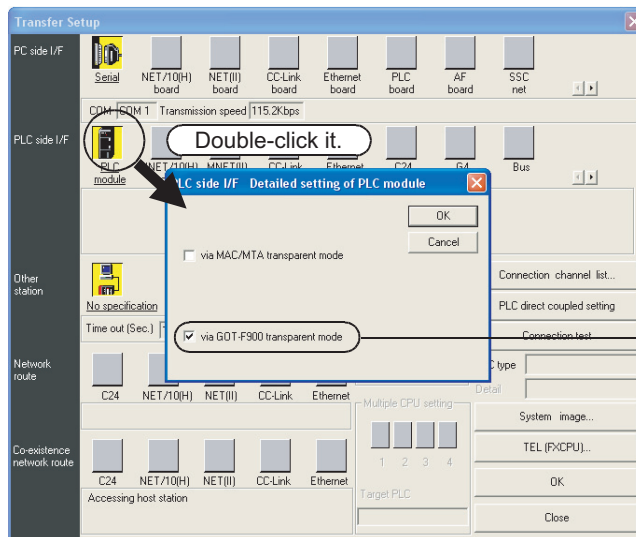 Transfer Setup
PC side I/F
Serial
NET/10(H) board
NET(II) board
CC-Link board
Ethernet board
PLC board
AF board
SSC net
COM COM 1 Transmission speed 115.2Kbps
PLC side I/F
Double-click it.
PLC module
MNET(II)
CC-Link
Ethernet
C24
G4
Bus
PLC side I/F Detailed setting of PLC module
OK
Cancel
via MAC/MTA transparent mode
via GOT-F900 transparent mode
Other station
No specification
Time out (Sec.)
Connection channel list...
PLC direct coupled setting
Connection test
type
Detail
System image...
TEL (FXCPU)...
OK
Close
Network route
C24
NET/10(H)
NET(II)
CC-Link
Ethernet
Multiple CPU setting
1 2 3 4
Target PLC
Co-existence network route
C24
NET/10(H)
NET(II)
CC-Link
Ethernet
Accessing host station